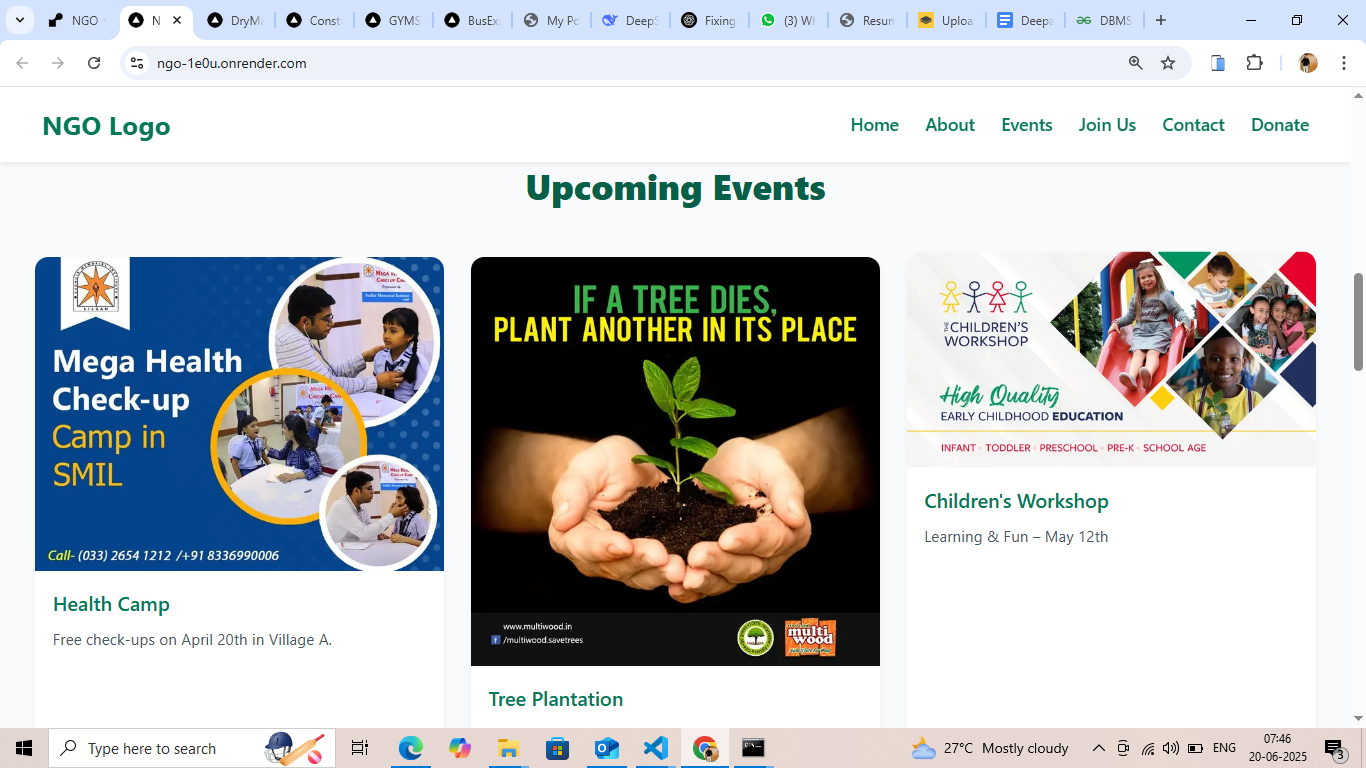 NGO
N
DryMa
Const
GYMS
BusEx
My Po
DeepS
Fixing
(3) Wh
Resum
Uploa
Deepa
DBMS
ngo-1e0u.onrender.com
NGO Logo
Home
About
Events
Join Us
Contact
Donate
Upcoming Events
Mega Health
Check-up
Camp in
SMIL
Call- (033) 2654 1212 /+91 8336990006
Health Camp
Free check-ups on April 20th in Village A.
IF A TREE DIES,
PLANT ANOTHER IN ITS PLACE
www.multiwood.in
/multiwood.savetrees
multi
wood
Tree Plantation
THE
CHILDREN'S
WORKSHOP
High Quality
EARLY CHILDHOOD EDUCATION
INFANT • TODDLER • PRESCHOOL • PRE-K • SCHOOL AGE
Children's Workshop
Learning & Fun – May 12th
Type here to search
27°C Mostly cloudy
ENG
07:46
20-06-2025
3